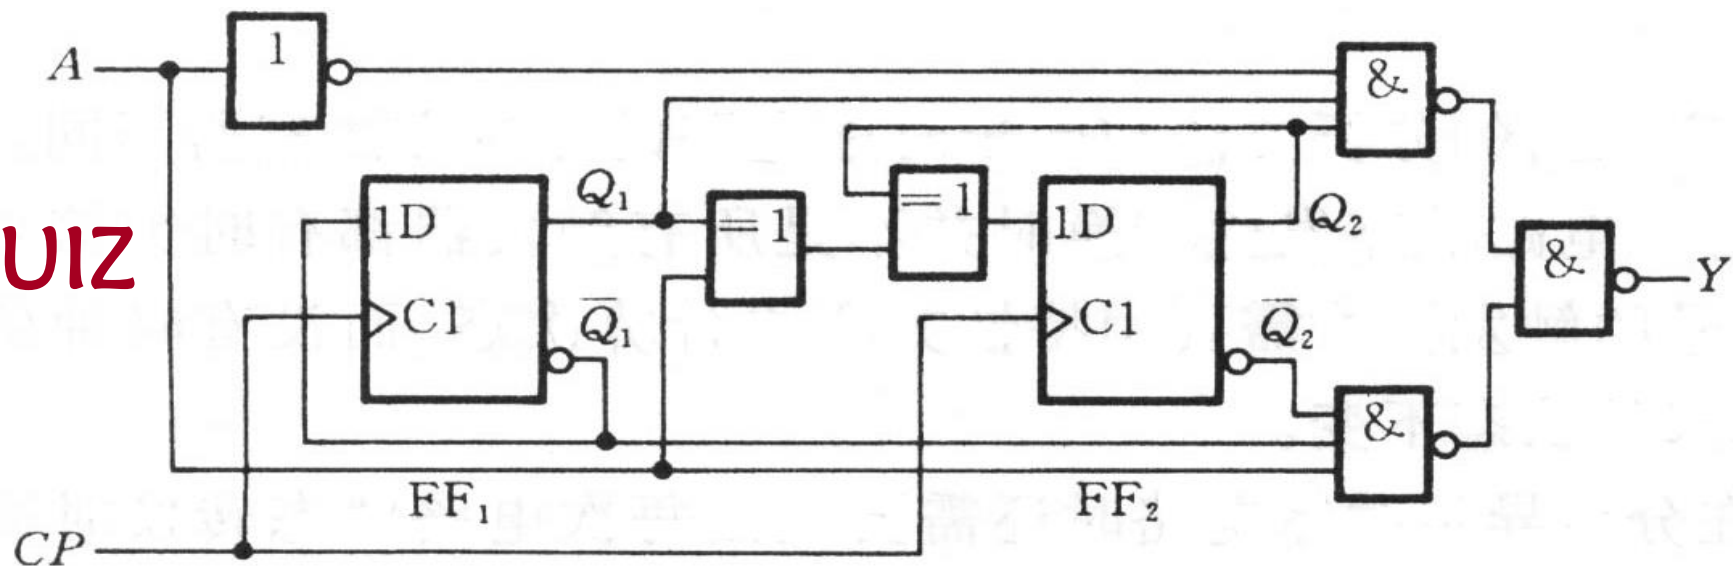 A
1
&
Q₁
=1
=1
Q₂
1D
1D
UIZ
&
Y
C1
Q̅₁
C1
Q̅₂
&
FF₁
FF₂
CP